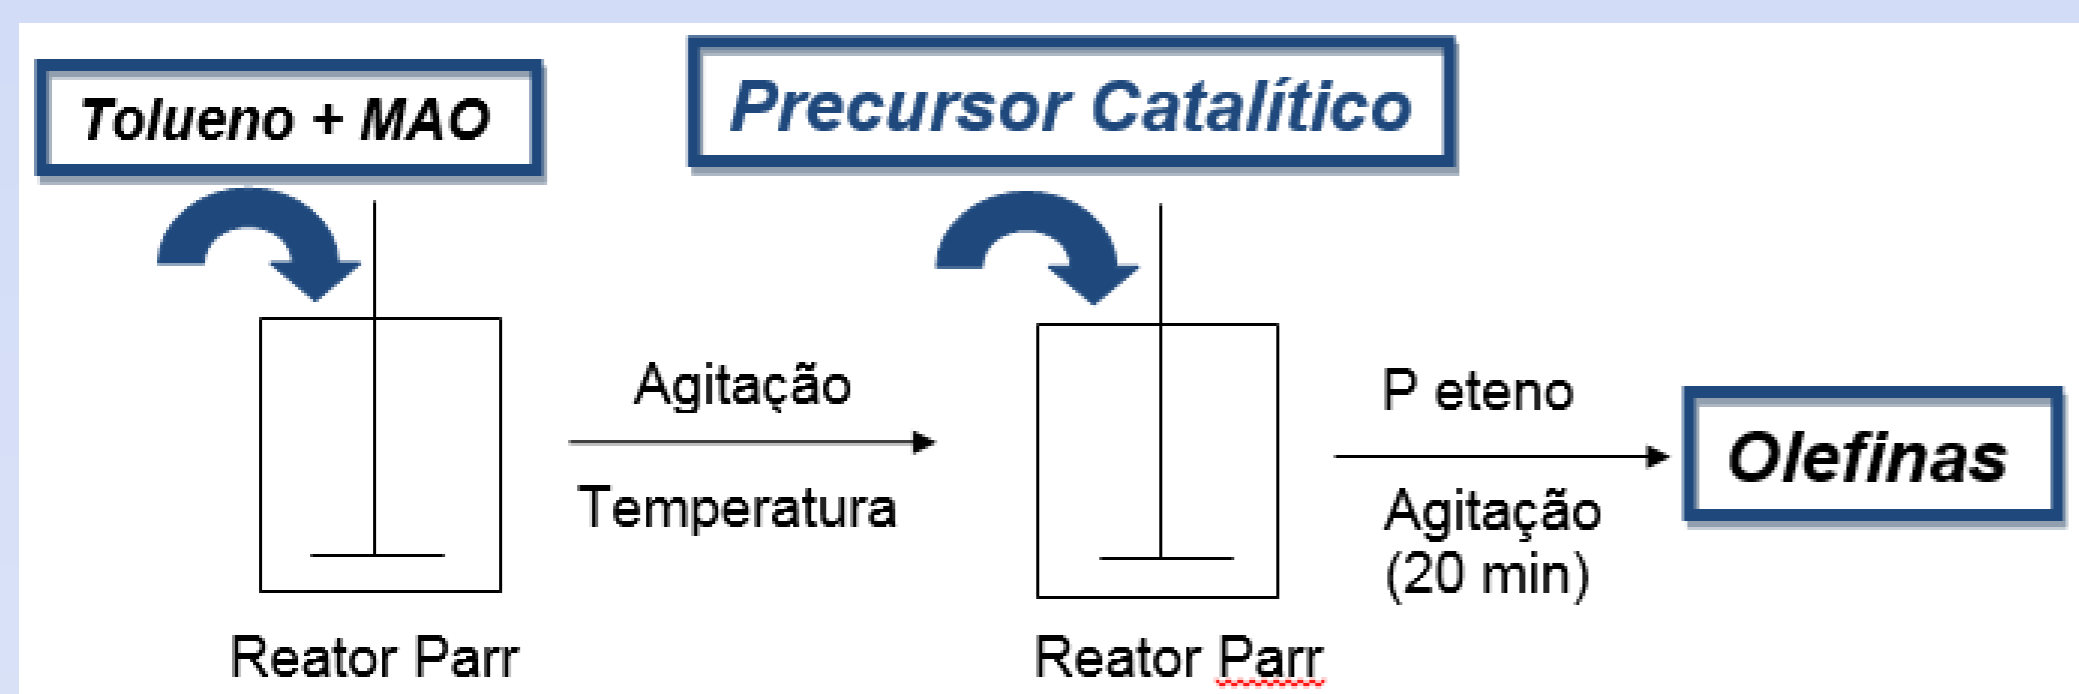 Tolueno + MAO
Precursor Catalítico
Agitação
Temperatura
P eteno
Agitação
(20 min)
Olefinas
Reator Parr
Reator Parr